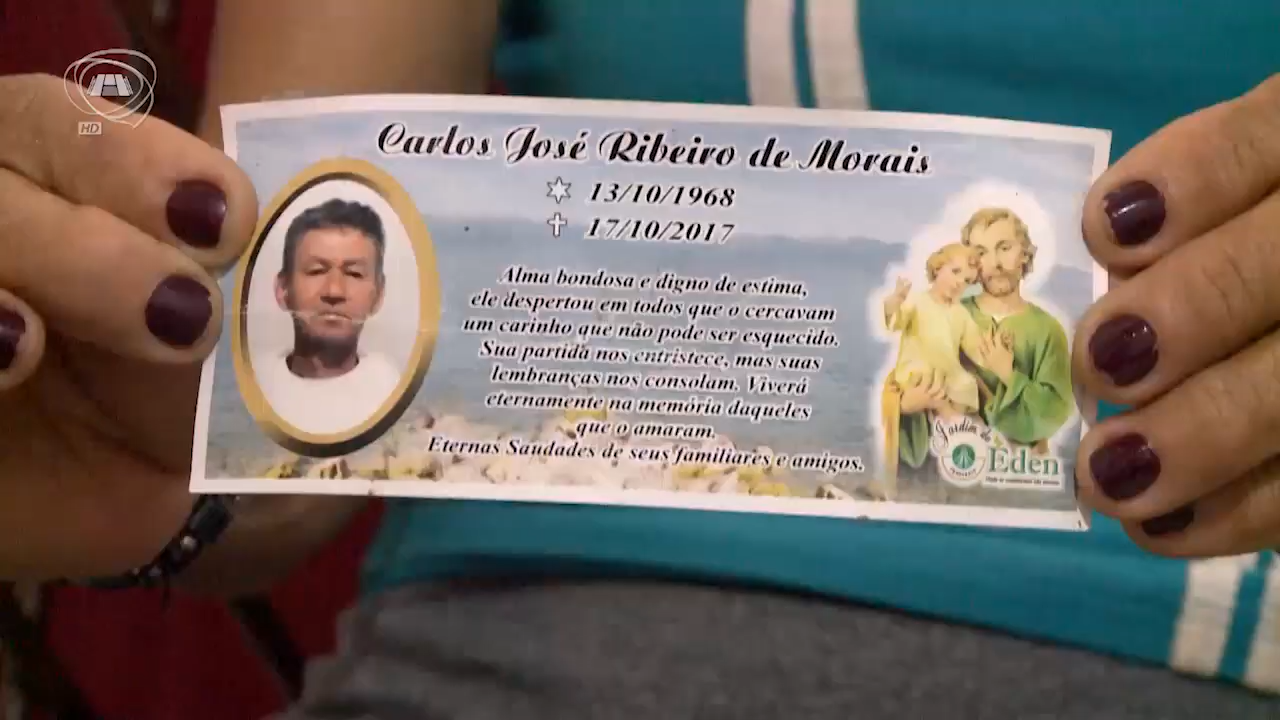 HD
Carlos José Ribeiro de Morais
13/10/1968
17/10/2017
Alma bondosa e digno de estima,
ele despertou em todos que o cercavam
um carinho que não pode ser esquecido.
Sua partida nos entristece, mas suas
lembranças nos consolam. Viverá
eternamente na memória daqueles
que o amaram.
Eternas Saudades de seus familiares e amigos.
Jardim do
Eden